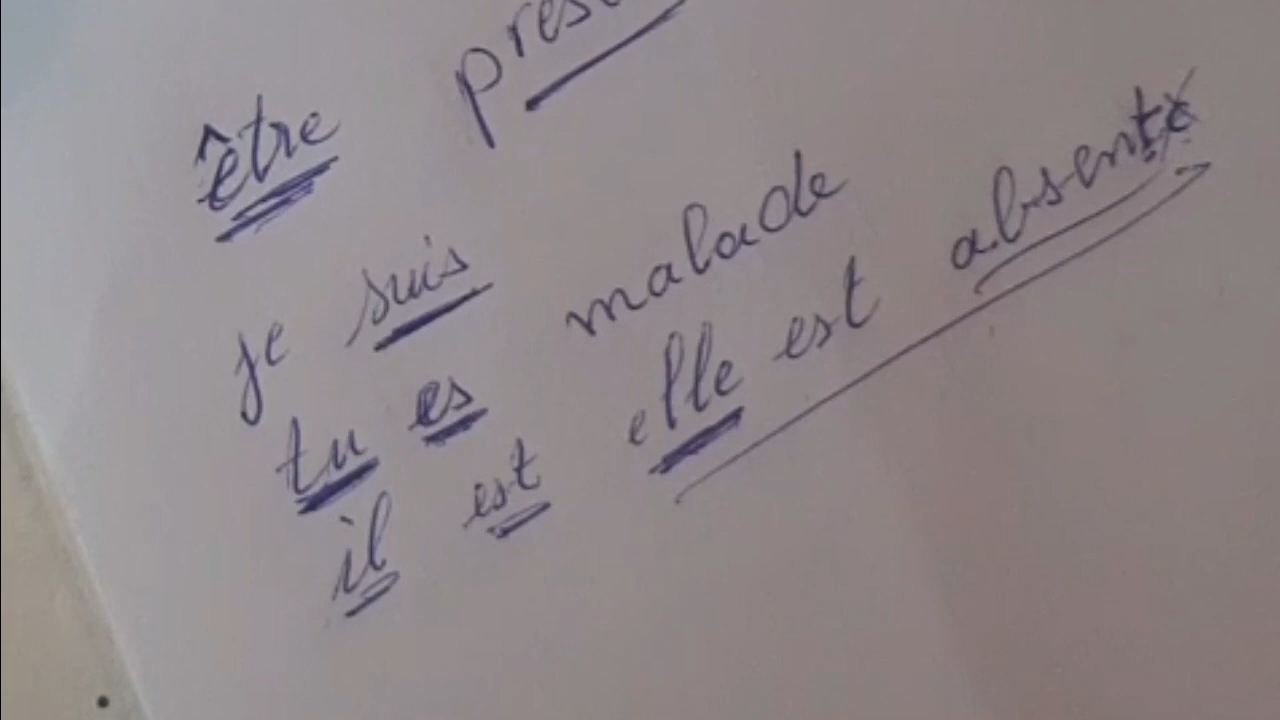 être
je suis malade
tu es elle est absent
il est